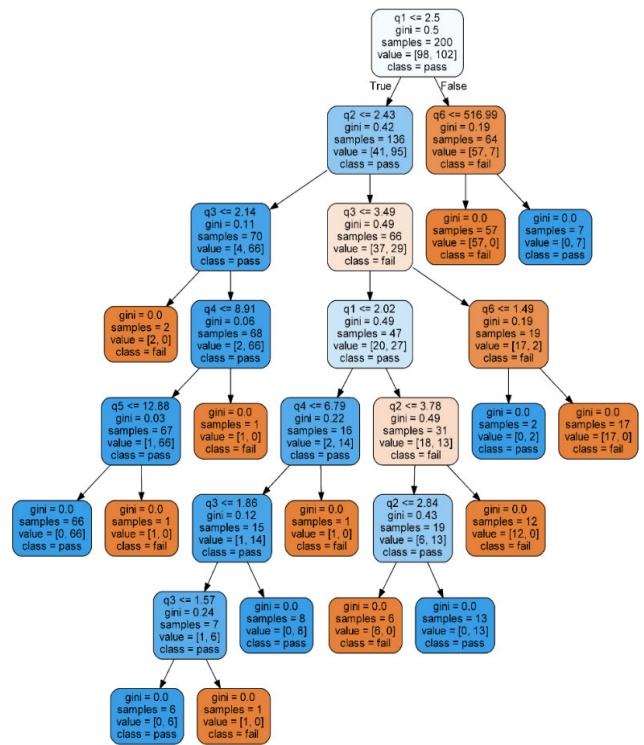 q1 <= 2.5
gini = 0.5
samples = 200
value = [98, 102]
class = pass
True
False
q2 <= 2.43
gini = 0.42
samples = 136
value = [41, 95]
class = pass
q6 <= 516.99
gini = 0.19
samples = 64
value = [57, 7]
class = fail
q3 <= 2.14
gini = 0.11
samples = 70
value = [4, 66]
class = pass
q3 <= 3.49
gini = 0.49
samples = 66
value = [37, 29]
class = fail
gini = 0.0
samples = 57
value = [57, 0]
class = fail
gini = 0.0
samples = 7
value = [0, 7]
class = pass
gini = 0.0
samples = 2
value = [2, 0]
class = fail
q4 <= 8.91
gini = 0.06
samples = 68
value = [2, 66]
class = pass
q1 <= 2.02
gini = 0.49
samples = 47
value = [20, 27]
class = pass
q6 <= 1.49
gini = 0.19
samples = 19
value = [17, 2]
class = fail
q5 <= 12.88
gini = 0.03
samples = 67
value = [1, 66]
class = pass
gini = 0.0
samples = 1
value = [1, 0]
class = fail
q4 <= 6.79
gini = 0.22
samples = 16
value = [2, 14]
class = pass
q2 <= 3.78
gini = 0.49
samples = 31
value = [18, 13]
class = fail
gini = 0.0
samples = 2
value = [0, 2]
class = pass
gini = 0.0
samples = 17
value = [17, 0]
class = fail
gini = 0.0
samples = 66
value = [0, 66]
class = pass
gini = 0.0
samples = 1
value = [1, 0]
class = fail
q3 <= 1.86
gini = 0.12
samples = 15
value = [1, 14]
class = pass
gini = 0.0
samples = 1
value = [1, 0]
class = fail
q2 <= 2.84
gini = 0.43
samples = 19
value = [6, 13]
class = pass
gini = 0.0
samples = 12
value = [12, 0]
class = fail
q3 <= 1.57
gini = 0.24
samples = 7
value = [1, 6]
class = pass
gini = 0.0
samples = 8
value = [0, 8]
class = pass
gini = 0.0
samples = 6
value = [6, 0]
class = fail
gini = 0.0
samples = 13
value = [0, 13]
class = pass
gini = 0.0
samples = 6
value = [0, 6]
class = pass
gini = 0.0
samples = 1
value = [1, 0]
class = fail